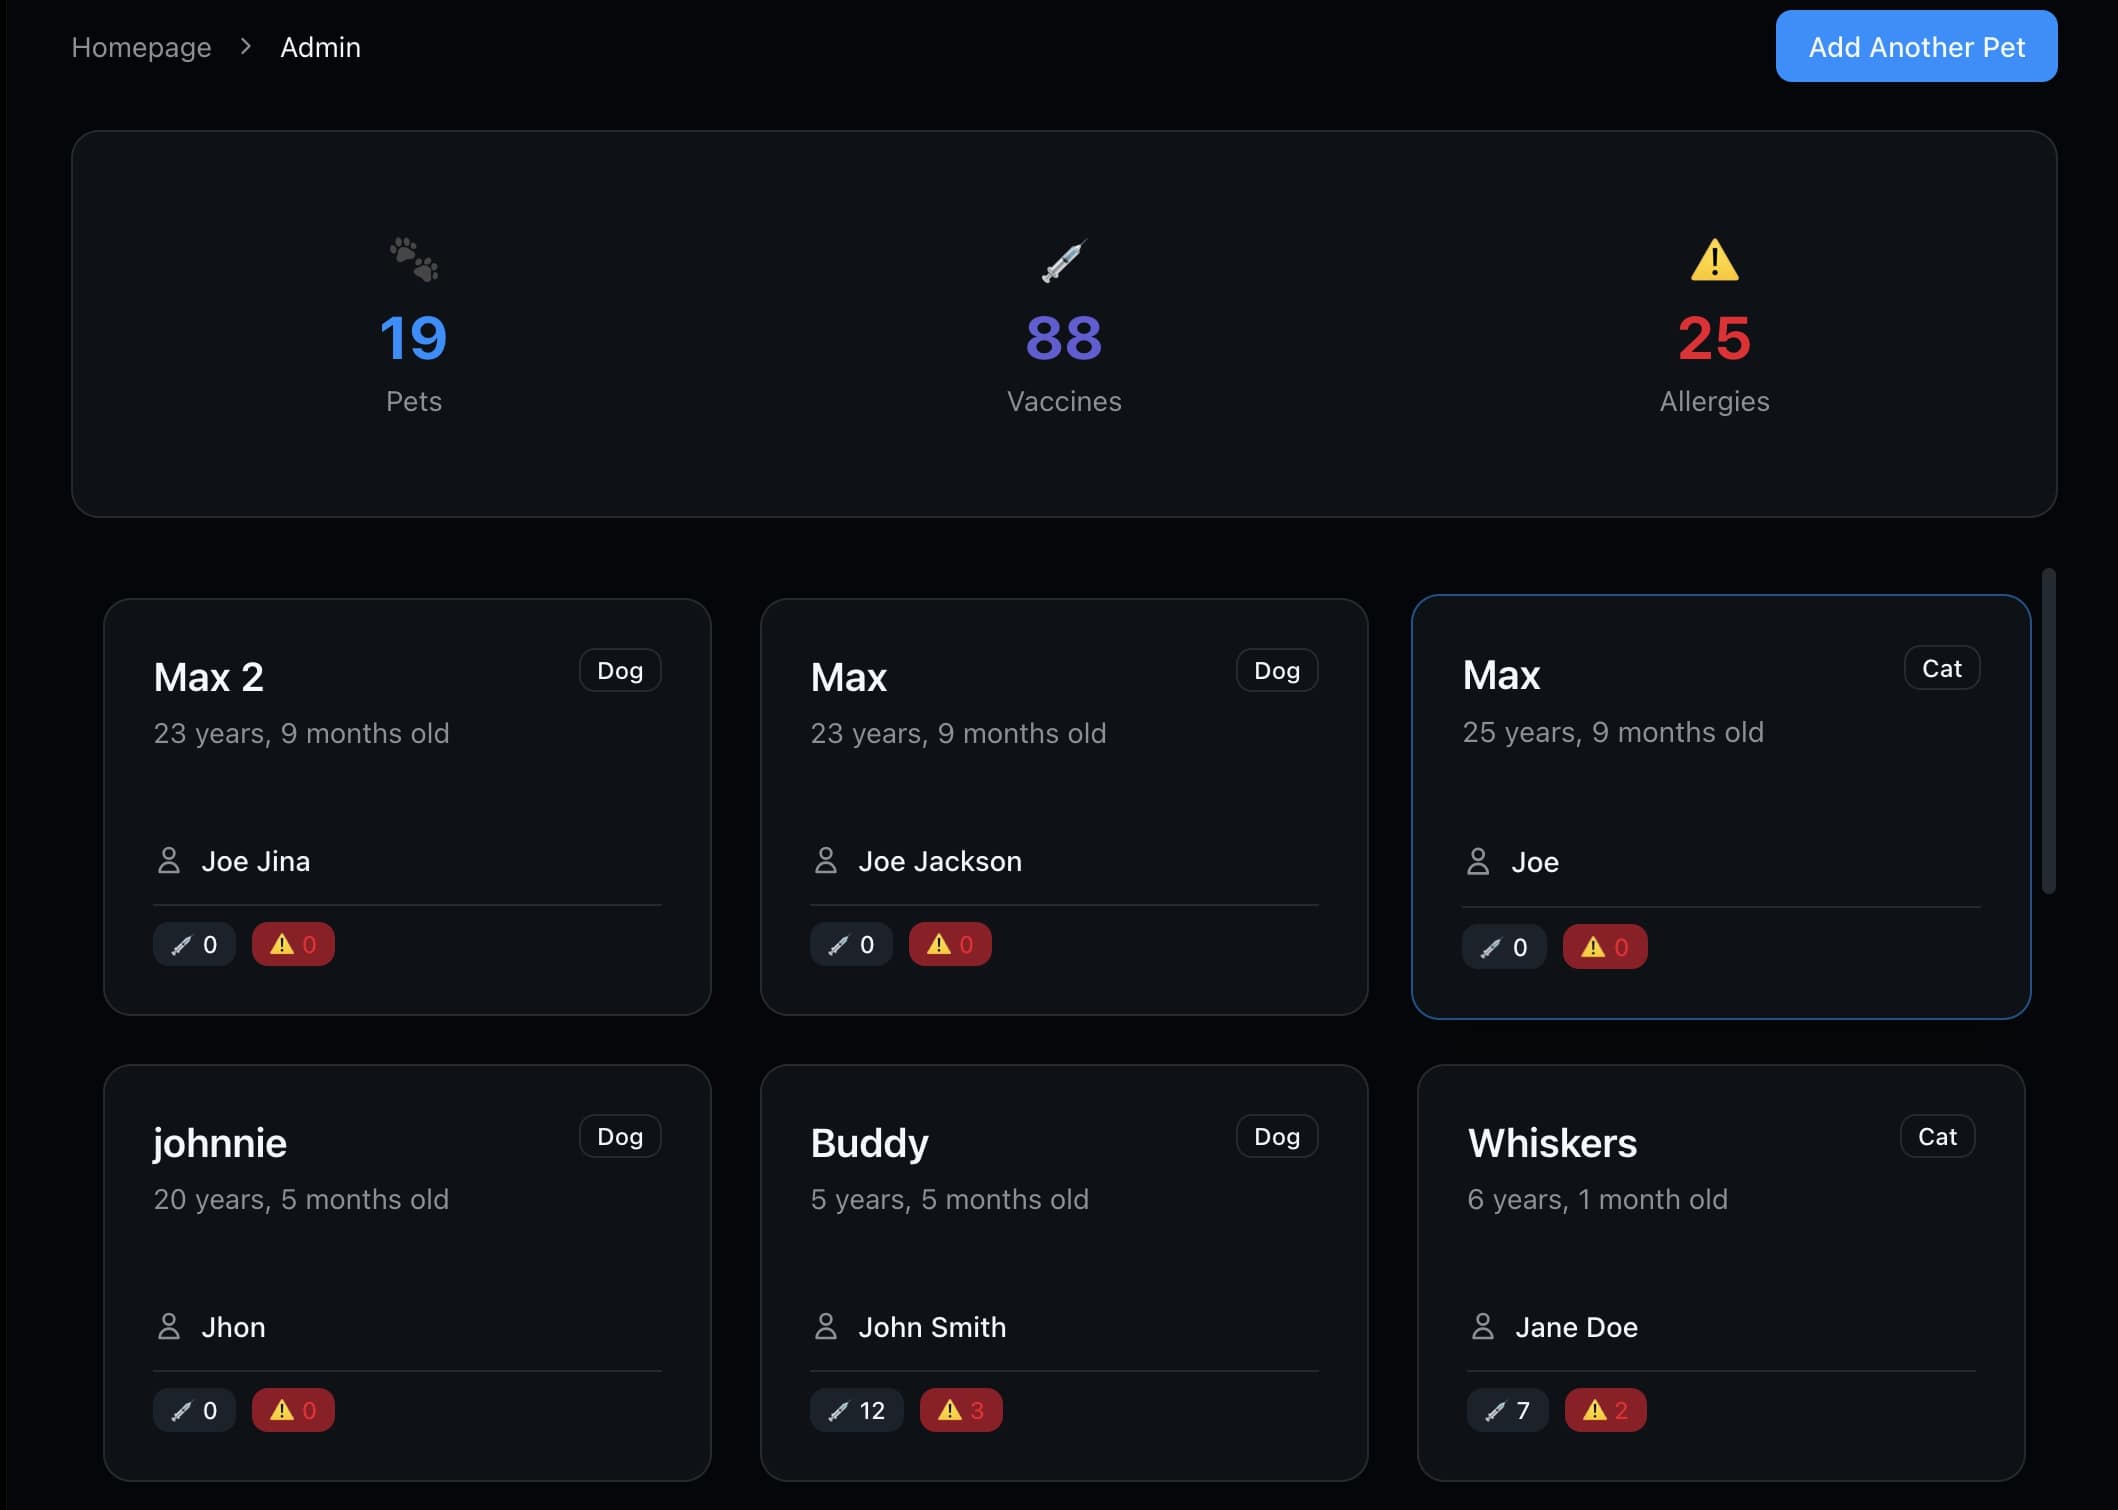 Homepage > Admin
Add Another Pet
19
Pets
88
Vaccines
25
Allergies
Max 2
Dog
23 years, 9 months old
Joe Jina
0
0
Max
Dog
23 years, 9 months old
Joe Jackson
0
0
Max
Cat
25 years, 9 months old
Joe
0
0
johnnie
Dog
20 years, 5 months old
Jhon
0
0
Buddy
Dog
5 years, 5 months old
John Smith
12
3
Whiskers
Cat
6 years, 1 month old
Jane Doe
7
2